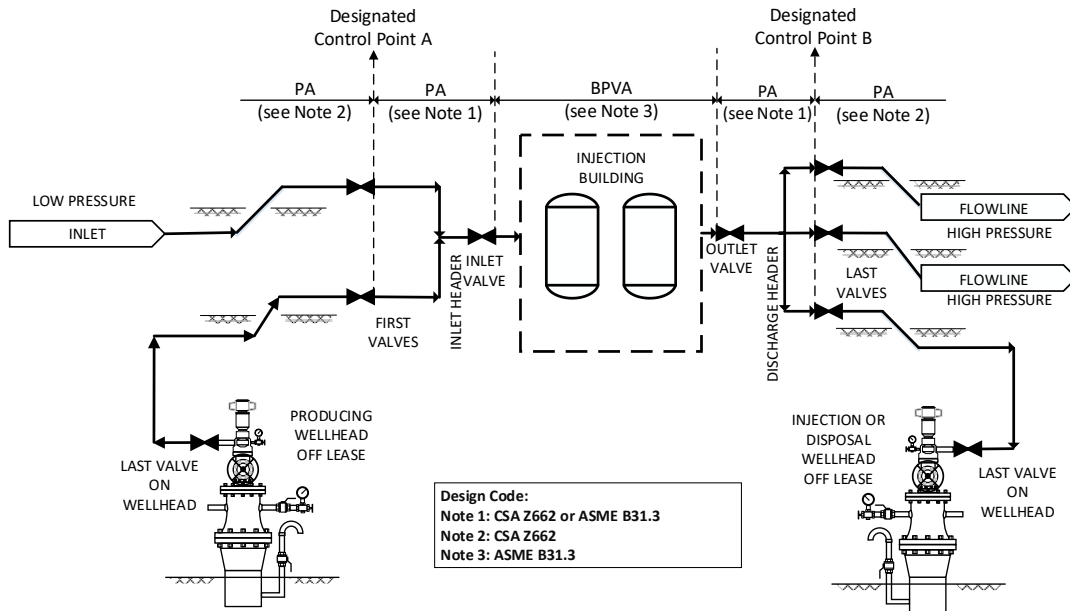 Designated
Control Point A
Designated
Control Point B
PA
(see Note 2)
PA
(see Note 1)
BPVA
(see Note 3)
PA
(see Note 1)
PA
(see Note 2)
INJECTION
BUILDING
LOW PRESSURE
INLET
FLOWLINE
HIGH PRESSURE
INLET
VALVE
OUTLET
VALVE
FIRST
VALVES
INLET HEADER
DISCHARGE HEADER
LAST
VALVES
FLOWLINE
HIGH PRESSURE
PRODUCING
WELLHEAD
OFF LEASE
LAST VALVE
ON
WELLHEAD
INJECTION OR
DISPOSAL
WELLHEAD
OFF LEASE
LAST VALVE
ON
WELLHEAD
Design Code:
Note 1: CSA Z662 or ASME B31.3
Note 2: CSA Z662
Note 3: ASME B31.3